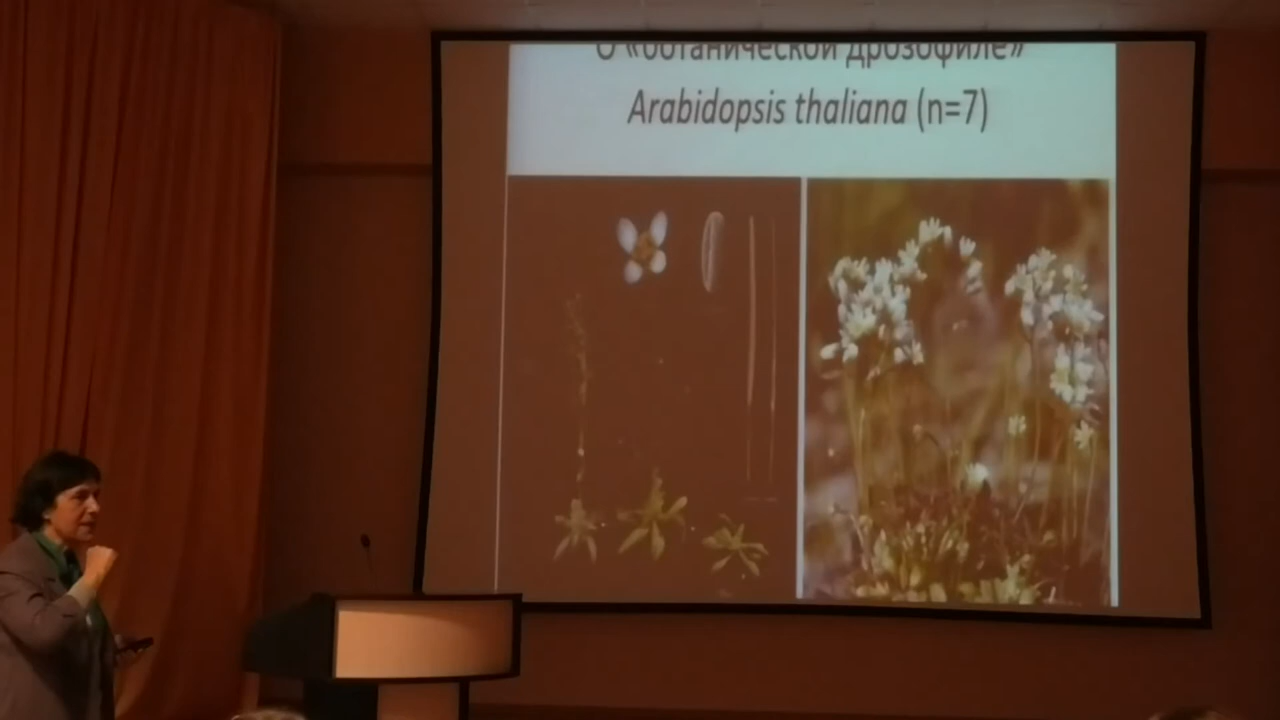 О «ботанической дрозофиле»
Arabidopsis thaliana (n=7)